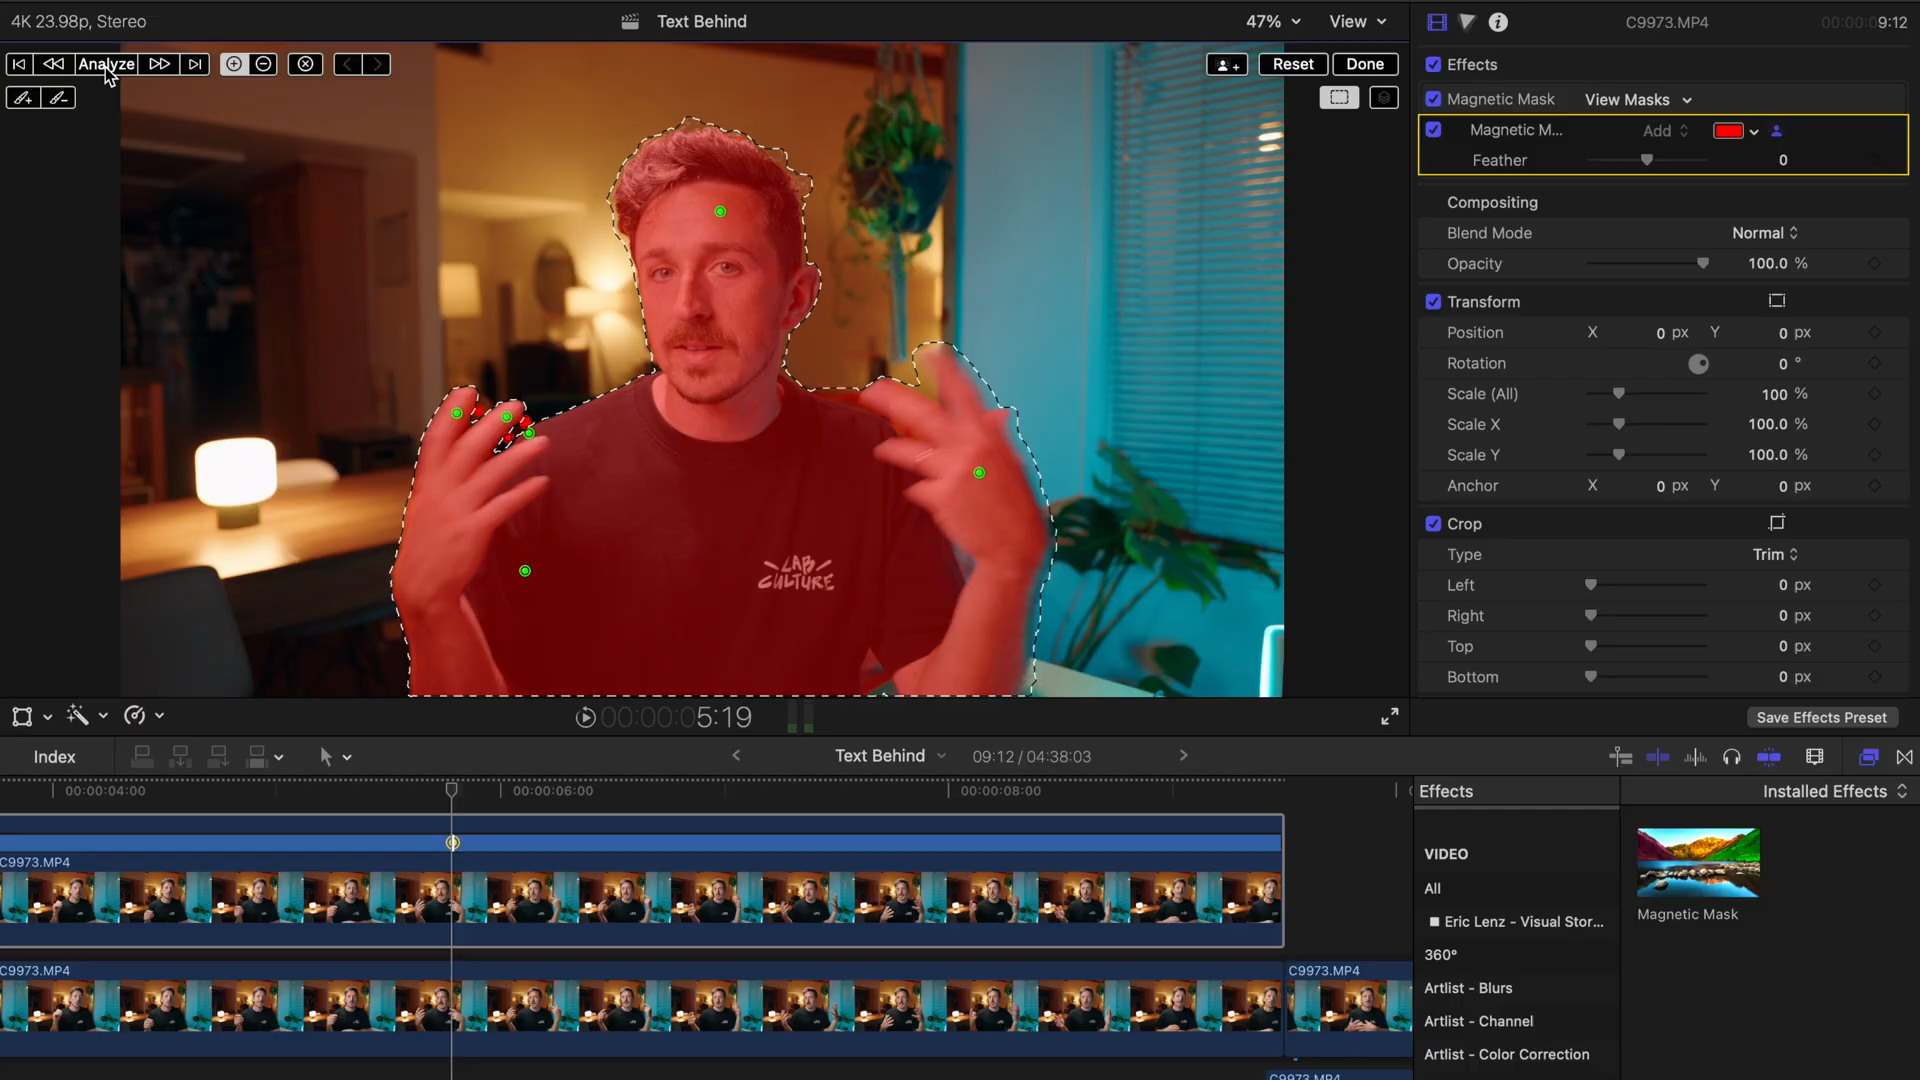 4K 23.98p, Stereo
Text Behind
47%
View
C9973.MP4
00:00:09:12
Analyze
Reset
Done
Effects
Magnetic Mask
View Masks
Magnetic M...
Add
Feather
0
Compositing
Blend Mode
Normal
Opacity
100.0 %
Transform
Position
X
0 px
Y
0 px
Rotation
0 °
Scale (All)
100 %
Scale X
100.0 %
Scale Y
100.0 %
Anchor
X
0 px
Y
0 px
Crop
Type
Trim
Left
0 px
Right
0 px
Top
0 px
Bottom
0 px
LAB
CULTURE
00:00:05:19
Save Effects Preset
Index
Text Behind
09:12 / 04:38:03
00:00:04:00
00:00:06:00
00:00:08:00
Effects
Installed Effects
C9973.MP4
C9973.MP4
C9973.MP4
C9973.MP4
VIDEO
All
Eric Lenz - Visual Stor...
360°
Artlist - Blurs
Artlist - Channel
Artlist - Color Correction
Magnetic Mask